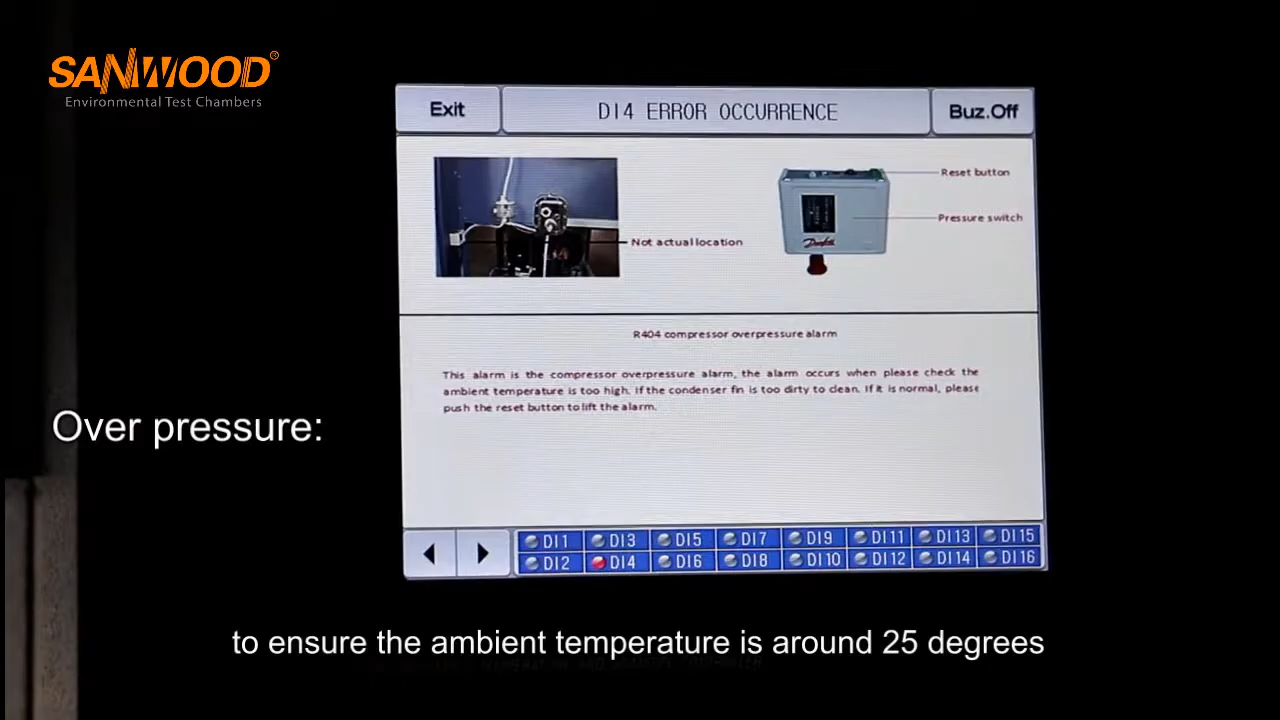 SANWOOD®
Environmental Test Chambers
Exit
DI4 ERROR OCCURRENCE
Buz.Off
Reset button
Pressure switch
Danfoss
Not actual location
R404 compressor overpressure alarm
This alarm is the compressor overpressure alarm, the alarm occurs when please check the
ambient temperature is too high. If the condenser fin is too dirty to clean. If it is normal, please
push the reset button to lift the alarm.
Over pressure:
DI1 DI3 DI5 DI7 DI9 DI11 DI13 DI15
DI2 DI4 DI6 DI8 DI10 DI12 DI14 DI16
to ensure the ambient temperature is around 25 degrees